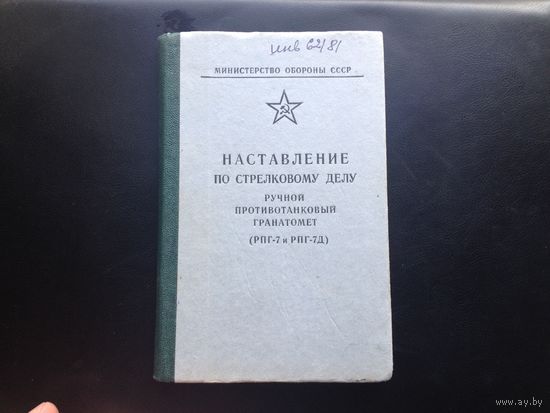 инв 62/81
МИНИСТЕРСТВО ОБОРОНЫ СССР
НАСТАВЛЕНИЕ
ПО СТРЕЛКОВОМУ ДЕЛУ
РУЧНОЙ
ПРОТИВОТАНКОВЫЙ
ГРАНАТОМЕТ
(РПГ-7 и РПГ-7Д)
© www.ay.by